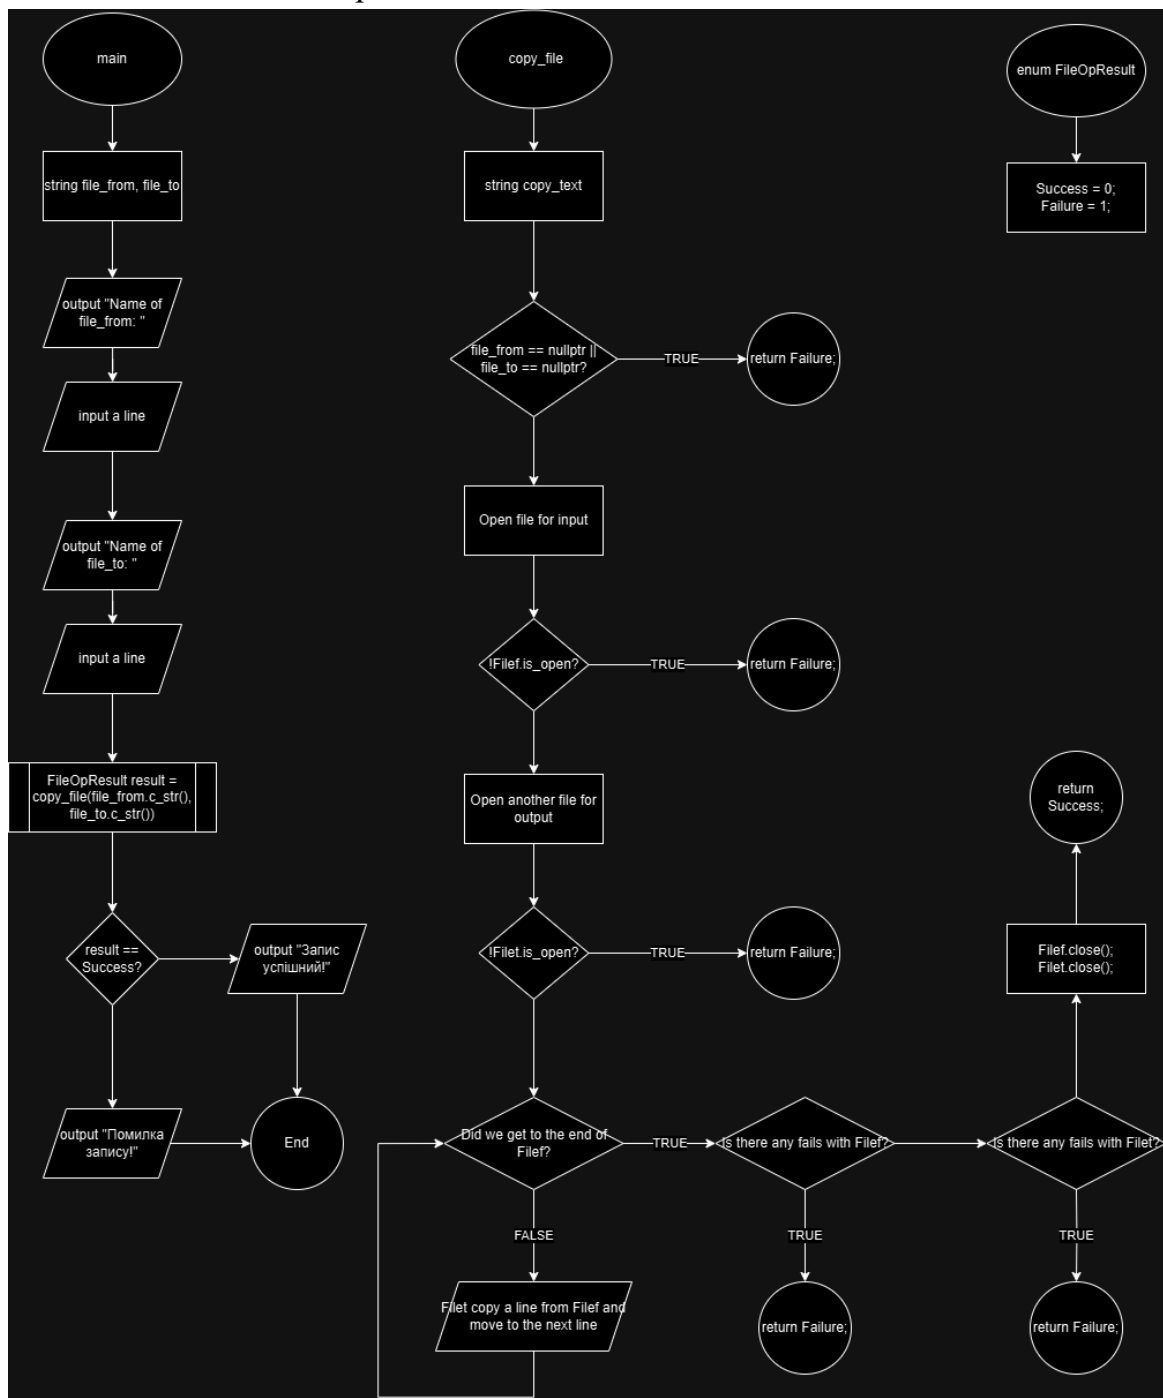 main
string file_from, file_to
output "Name of
file_from: "
input a line
output "Name of
file_to: "
input a line
FileOpResult result =
copy_file(file_from.c_str(),
file_to.c_str())
result ==
Success?
output "Запис
успішний!"
output "Помилка
запису!"
End
copy_file
string copy_text
file_from == nullptr ||
file_to == nullptr?
TRUE
return Failure;
Open file for input
!Filef.is_open?
TRUE
return Failure;
Open another file for
output
!Filet.is_open?
TRUE
return Failure;
Did we get to the end of
Filef?
TRUE
FALSE
Filet copy a line from Filef and
move to the next line
Is there any fails with Filef?
TRUE
return Failure;
Is there any fails with Filet?
TRUE
return Failure;
Filef.close();
Filet.close();
return
Success;
enum FileOpResult
Success = 0;
Failure = 1;